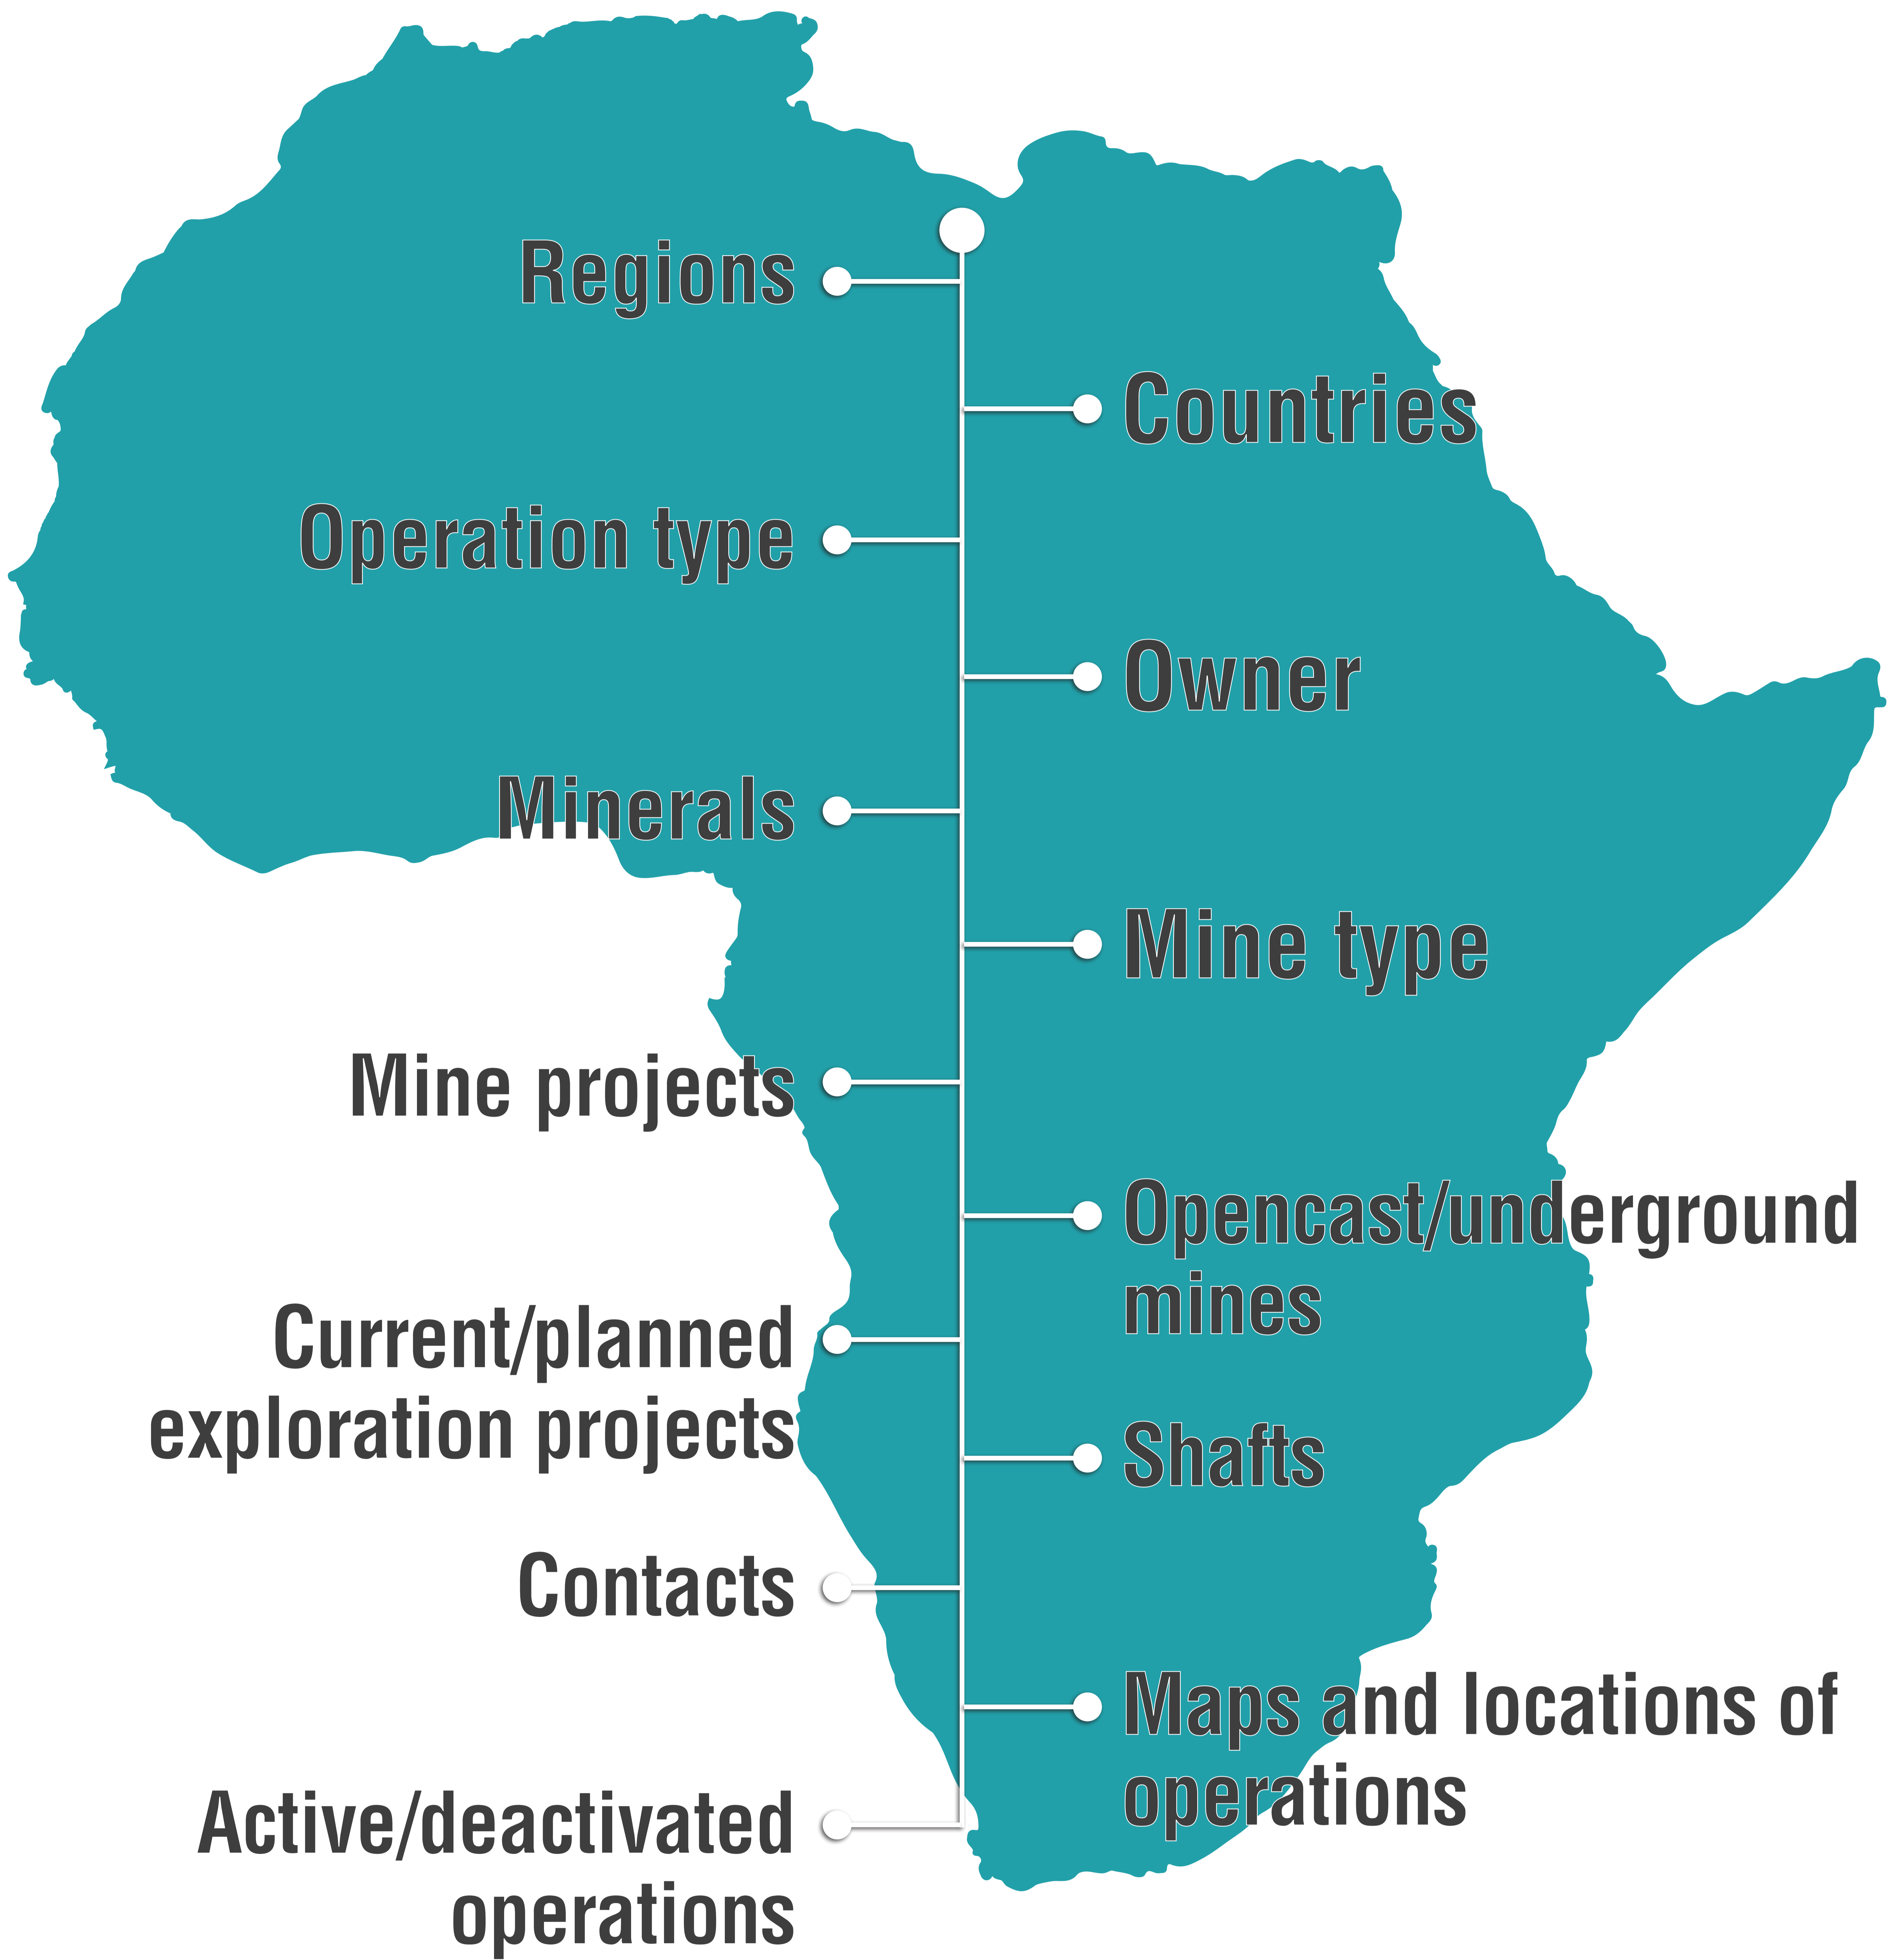 Regions
Countries
Operation type
Owner
Minerals
Mine type
Mine projects
Opencast/underground
mines
Current/planned
exploration projects
Shafts
Contacts
Maps and locations of
operations
Active/deactivated
operations